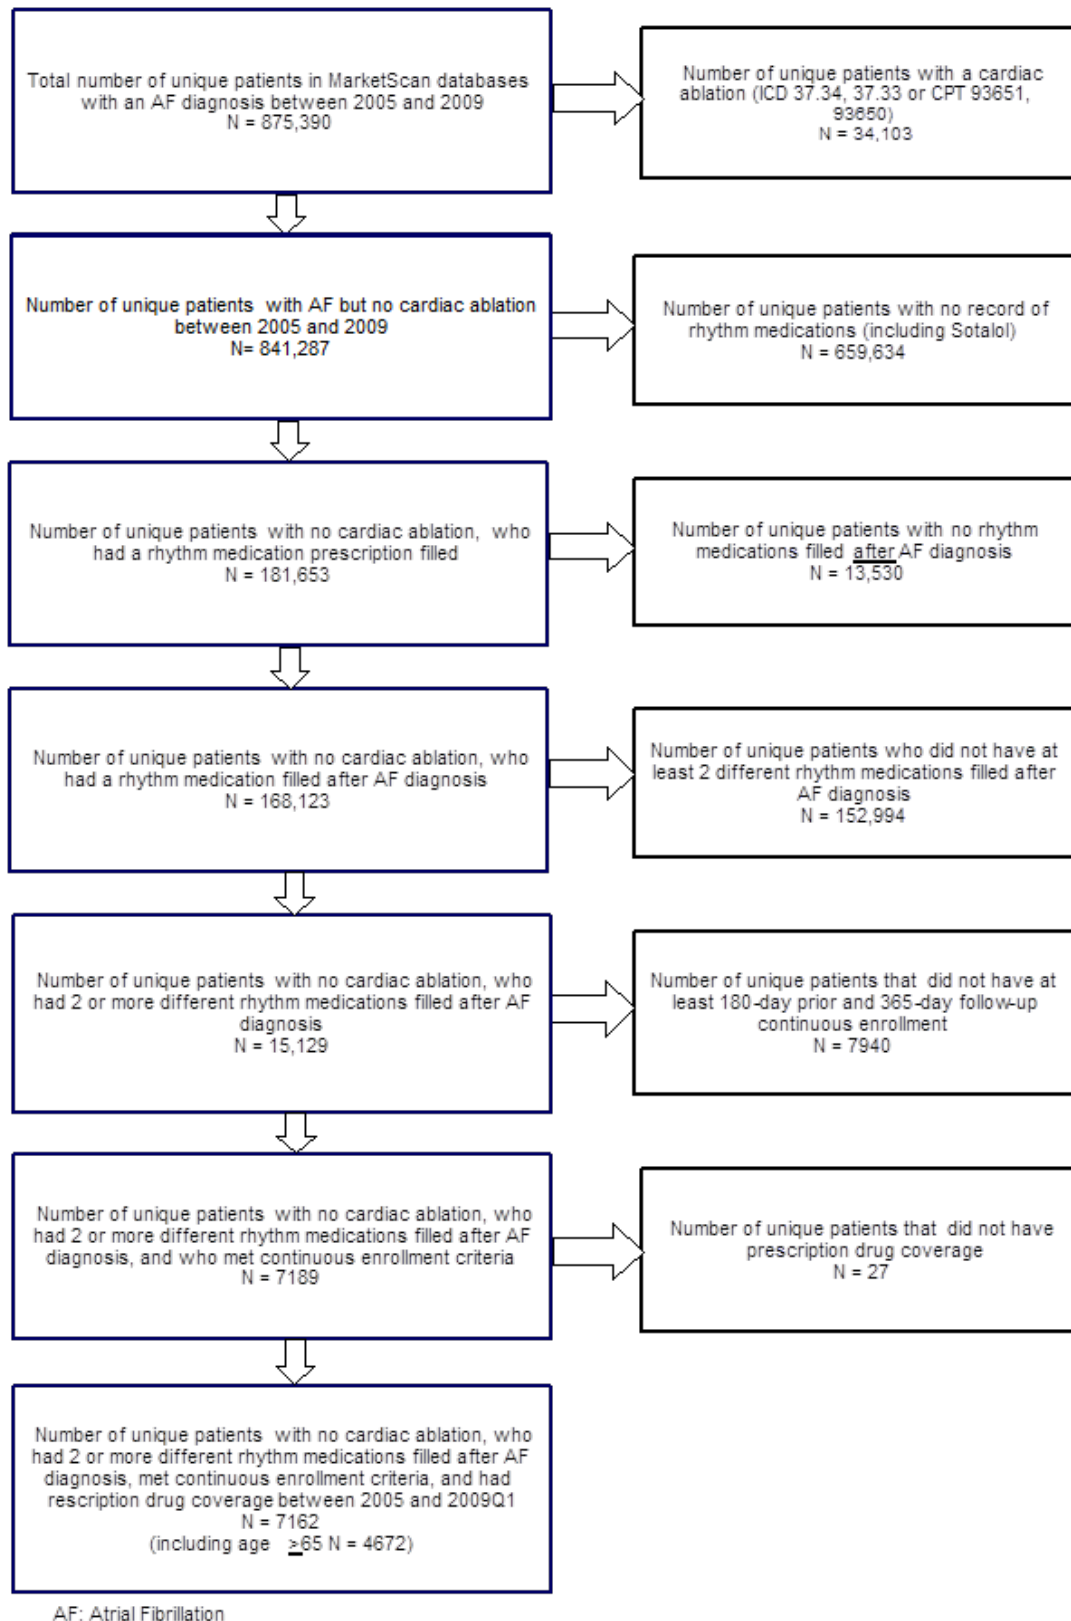 Total number of unique patients in MarketScan databases
with an AF diagnosis between 2005 and 2009
N = 875,390
Number of unique patients with a cardiac
ablation (ICD 37.34, 37.33 or CPT 93651,
93650)
N = 34,103
Number of unique patients with AF but no cardiac ablation
between 2005 and 2009
N= 841,287
Number of unique patients with no record of
rhythm medications (including Sotalol)
N = 659,634
Number of unique patients with no cardiac ablation, who
had a rhythm medication prescription filled
N = 181,653
Number of unique patients with no rhythm
medications filled after AF diagnosis
N = 13,530
Number of unique patients with no cardiac ablation, who
had a rhythm medication filled after AF diagnosis
N = 168,123
Number of unique patients who did not have at
least 2 different rhythm medications filled after
AF diagnosis
N = 152,994
Number of unique patients with no cardiac ablation, who
had 2 or more different rhythm medications filled after AF
diagnosis
N = 15,129
Number of unique patients that did not have at
least 180-day prior and 365-day follow-up
continuous enrollment
N = 7940
Number of unique patients with no cardiac ablation, who
had 2 or more different rhythm medications filled after AF
diagnosis, and who met continuous enrollment criteria
N = 7189
Number of unique patients that did not have
prescription drug coverage
N = 27
Number of unique patients with no cardiac ablation, who
had 2 or more different rhythm medications filled after AF
diagnosis, met continuous enrollment criteria, and had
rescription drug coverage between 2005 and 2009Q1
N = 7162
(including age ≥65 N = 4672)
AF: Atrial Fibrillation